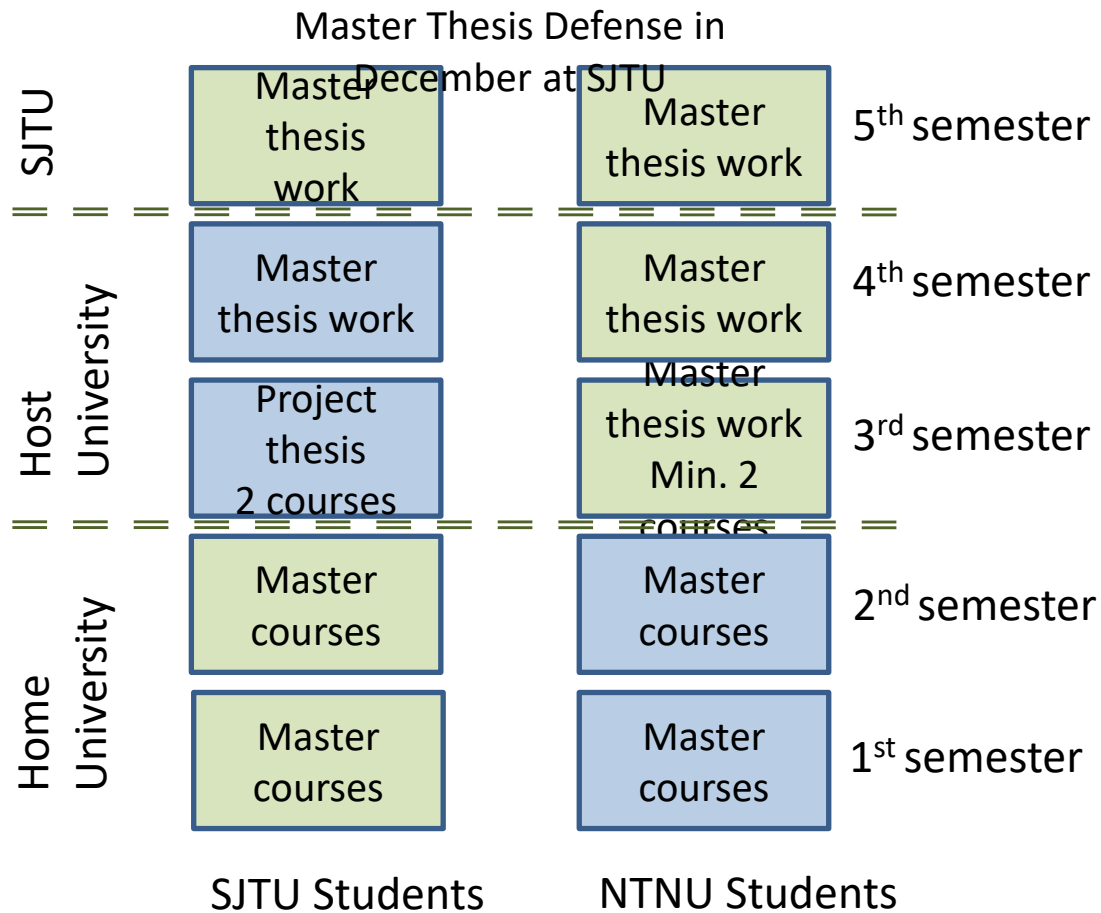 Master Thesis Defense in
December at SJTU
SJTU
Master
thesis
work
Master
thesis work
5th semester
Host
University
Master
thesis work
Master
thesis work
4th semester
Project
thesis
2 courses
Master
thesis work
Min. 2
courses
3rd semester
Home
University
Master
courses
Master
courses
2nd semester
Master
courses
Master
courses
1st semester
SJTU Students
NTNU Students